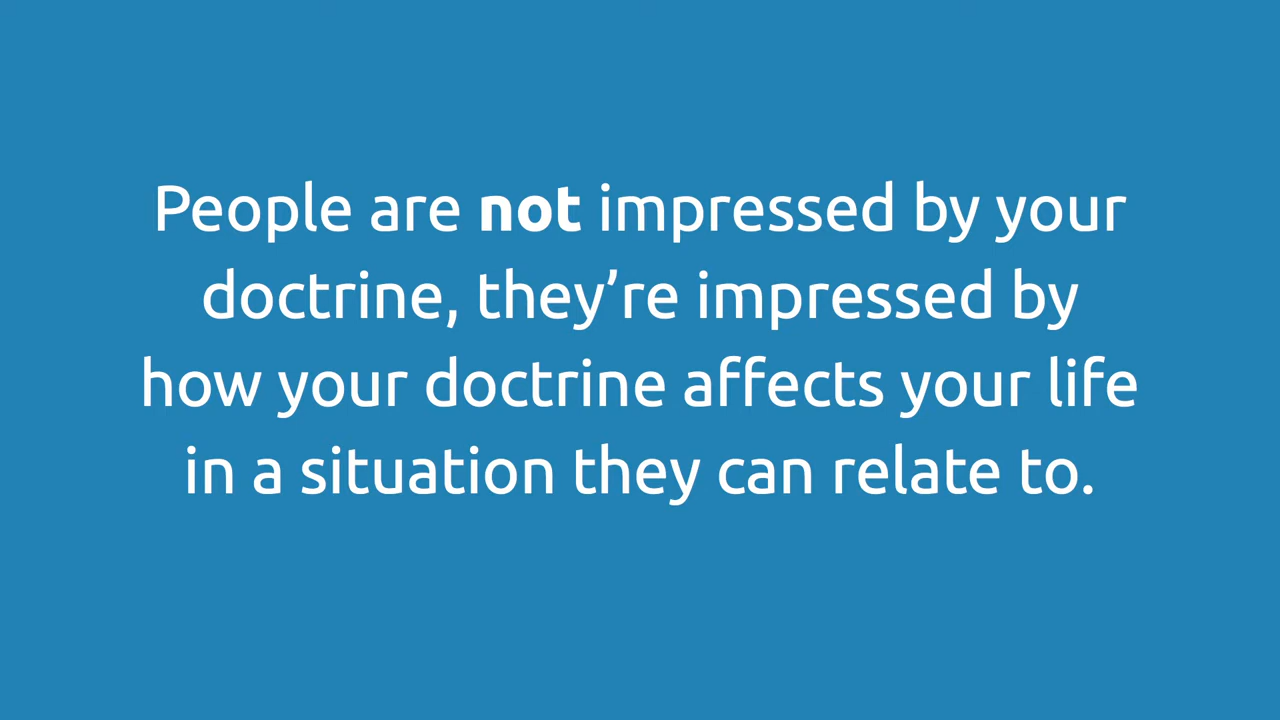 People are not impressed by your
doctrine, they’re impressed by
how your doctrine affects your life
in a situation they can relate to.